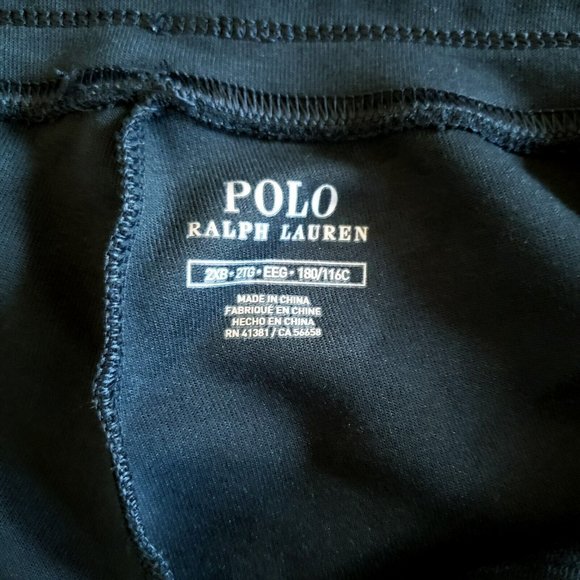 POLO
RALPH LAUREN
2XB • 2TG • EEG • 180/116C
MADE IN CHINA
FABRIQUÉ EN CHINE
HECHO EN CHINA
RN 41381 / CA 56658